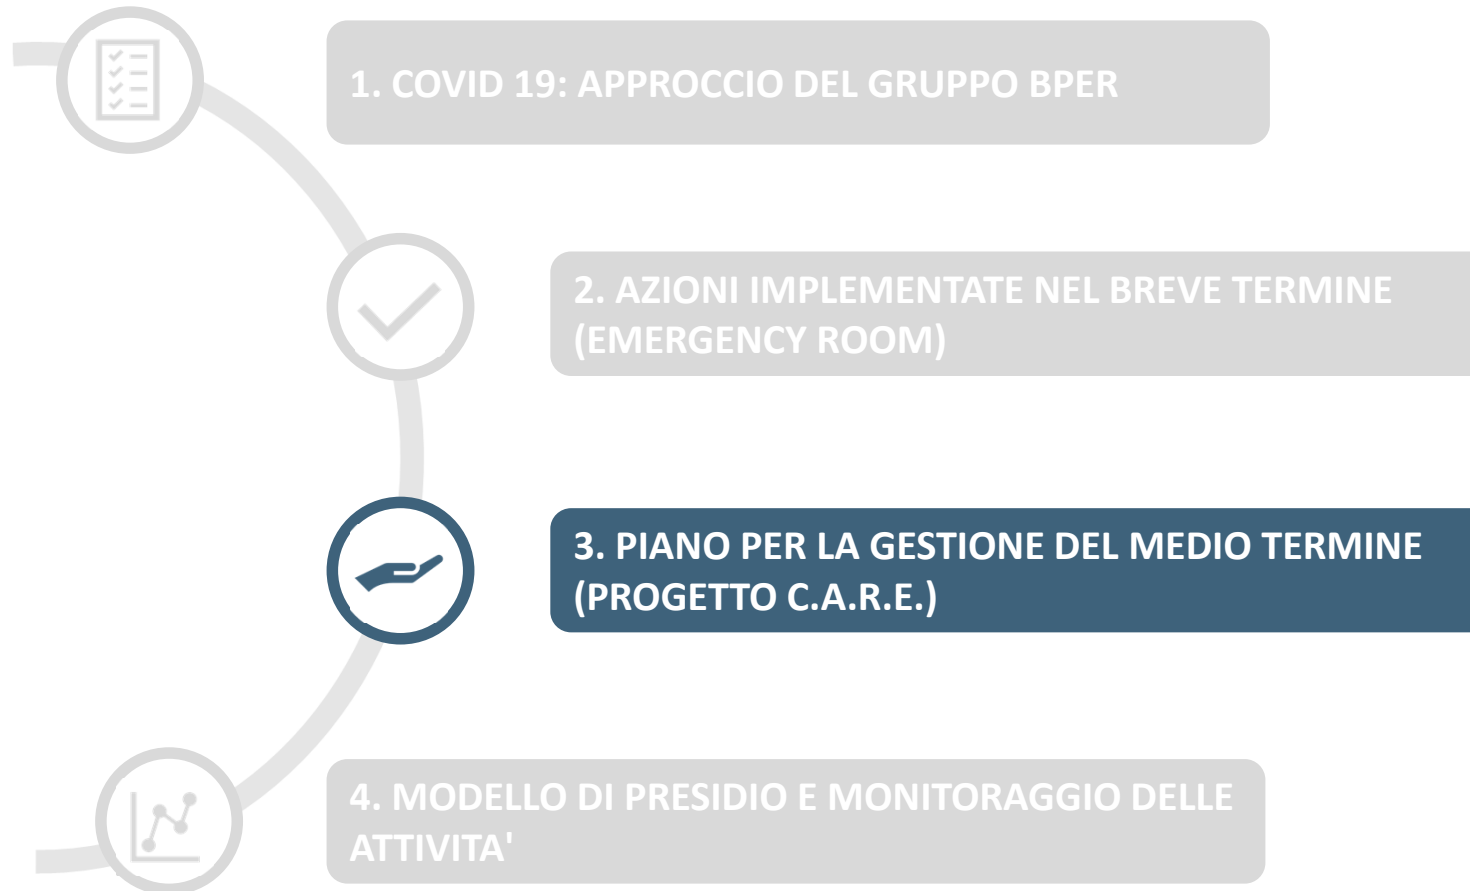 1. COVID 19: APPROCCIO DEL GRUPPO BPER
2. AZIONI IMPLEMENTATE NEL BREVE TERMINE
(EMERGENCY ROOM)
3. PIANO PER LA GESTIONE DEL MEDIO TERMINE
(PROGETTO C.A.R.E.)
4. MODELLO DI PRESIDIO E MONITORAGGIO DELLE
ATTIVITA'